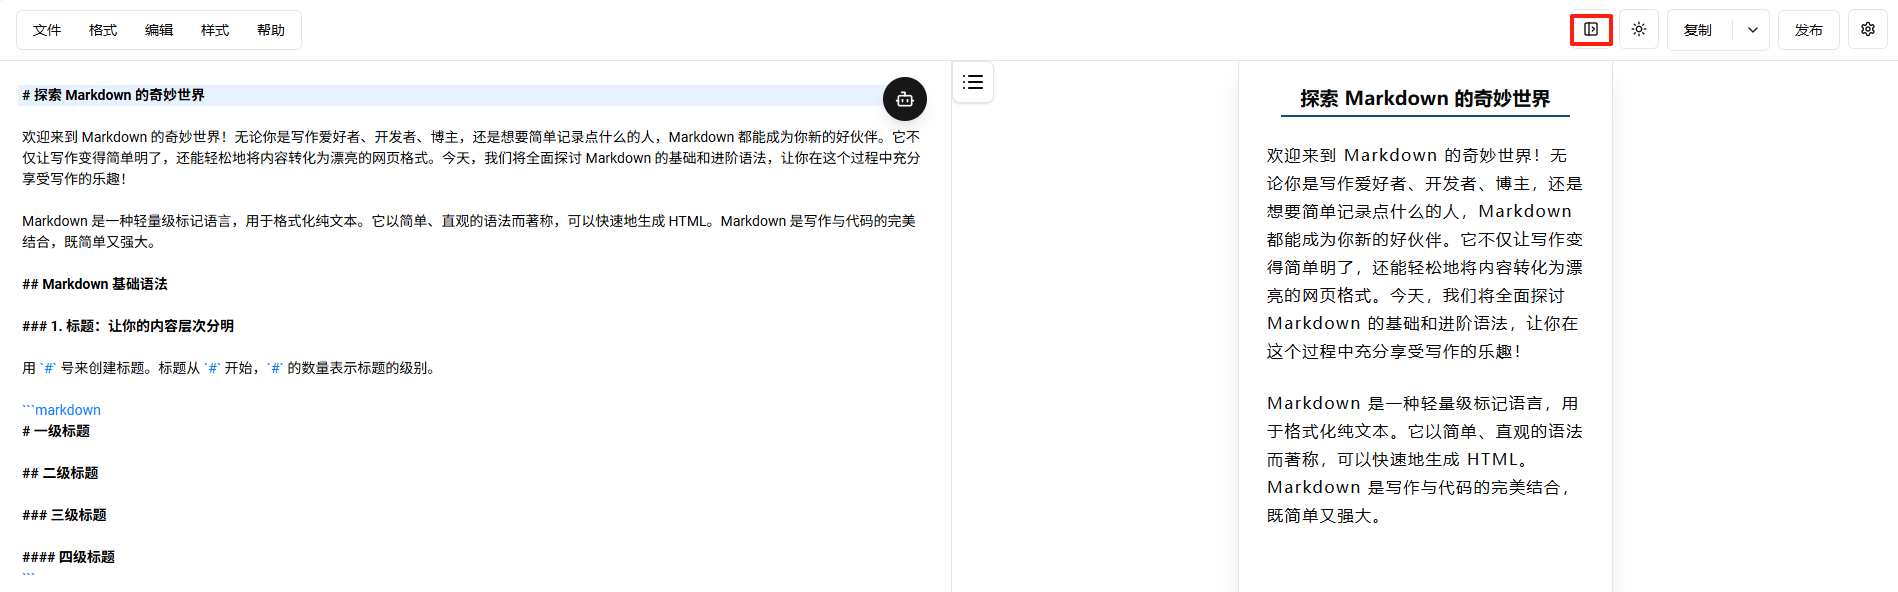 文件 格式 编辑 样式 帮助 复制 发布
# 探索 Markdown 的奇妙世界
欢迎来到 Markdown 的奇妙世界！无论你是写作爱好者、开发者、博主，还是想要简单记录点什么的人，Markdown 都能成为你新的好伙伴。它不
仅让写作变得简单明了，还能轻松地将内容转化为漂亮的网页格式。今天，我们将全面探讨 Markdown 的基础和进阶语法，让你在这个过程中充分
享受写作的乐趣！
Markdown 是一种轻量级标记语言，用于格式化纯文本。它以简单、直观的语法而著称，可以快速地生成 HTML。Markdown 是写作与代码的完美
结合，既简单又强大。
## Markdown 基础语法
### 1. 标题：让你的内容层次分明
用 `#` 号来创建标题。标题从 `#` 开始，`#` 的数量表示标题的级别。
```markdown
# 一级标题
## 二级标题
### 三级标题
#### 四级标题
```
探索 Markdown 的奇妙世界
欢迎来到 Markdown 的奇妙世界！无
论你是写作爱好者、开发者、博主，还是
想要简单记录点什么的人，Markdown
都能成为你新的好伙伴。它不仅让写作变
得简单明了，还能轻松地将内容转化为漂
亮的网页格式。今天，我们将全面探讨
Markdown 的基础和进阶语法，让你在
这个过程中充分享受写作的乐趣！
Markdown 是一种轻量级标记语言，用
于格式化纯文本。它以简单、直观的语法
而著称，可以快速地生成 HTML。
Markdown 是写作与代码的完美结合，
既简单又强大。